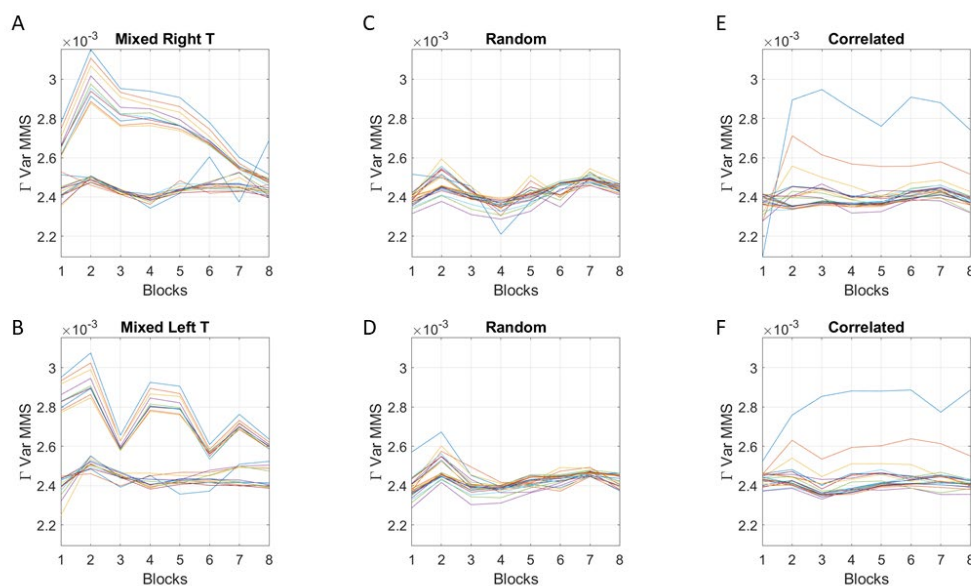 A
Mixed Right T
×10⁻³
3
2.8
2.6
2.4
2.2
Γ Var MMS
1 2 3 4 5 6 7 8
Blocks
C
Random
×10⁻³
3
2.8
2.6
2.4
2.2
Γ Var MMS
1 2 3 4 5 6 7 8
Blocks
E
Correlated
×10⁻³
3
2.8
2.6
2.4
2.2
Γ Var MMS
1 2 3 4 5 6 7 8
Blocks
B
Mixed Left T
×10⁻³
3
2.8
2.6
2.4
2.2
Γ Var MMS
1 2 3 4 5 6 7 8
Blocks
D
Random
×10⁻³
3
2.8
2.6
2.4
2.2
Γ Var MMS
1 2 3 4 5 6 7 8
Blocks
F
Correlated
×10⁻³
3
2.8
2.6
2.4
2.2
Γ Var MMS
1 2 3 4 5 6 7 8
Blocks